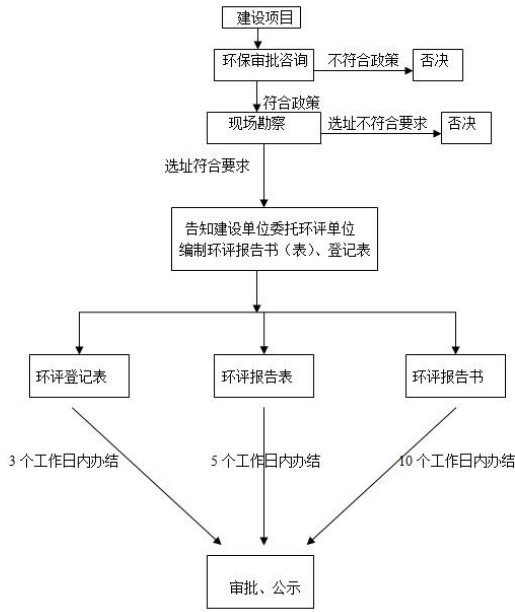 建设项目
环保审批咨询
不符合政策
否决
符合政策
现场勘察
选址不符合要求
否决
选址符合要求
告知建设单位委托环评单位
编制环评报告书（表）、登记表
环评登记表
环评报告表
环评报告书
3 个工作日内办结
5 个工作日内办结
10 个工作日内办结
审批、公示